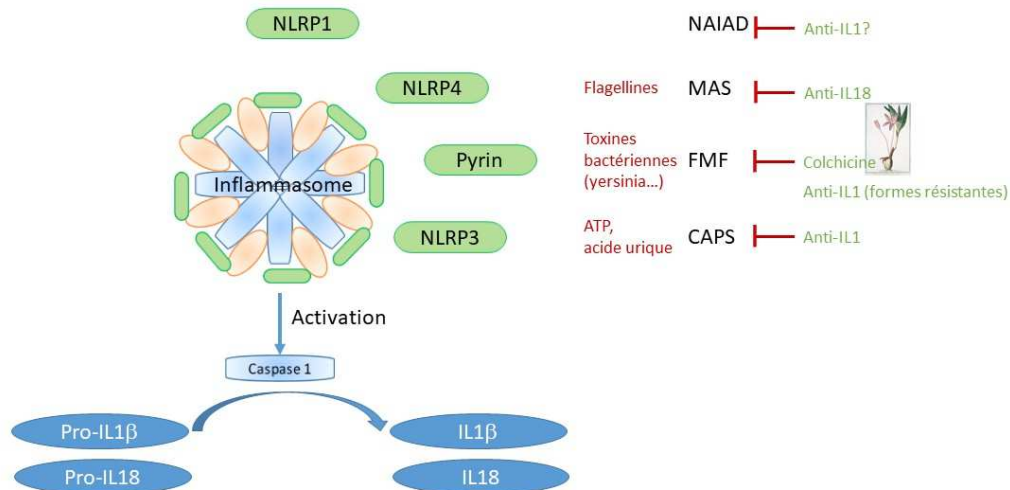 NLRP1
NAIAD
Anti-IL1?
NLRP4
Flagellines
MAS
Anti-IL18
Pyrin
Toxines
bactériennes
(yersinia...)
FMF
Colchicine
Anti-IL1 (formes résistantes)
Inflammasome
NLRP3
ATP,
acide urique
CAPS
Anti-IL1
Activation
Caspase 1
Pro-IL1β
IL1β
Pro-IL18
IL18